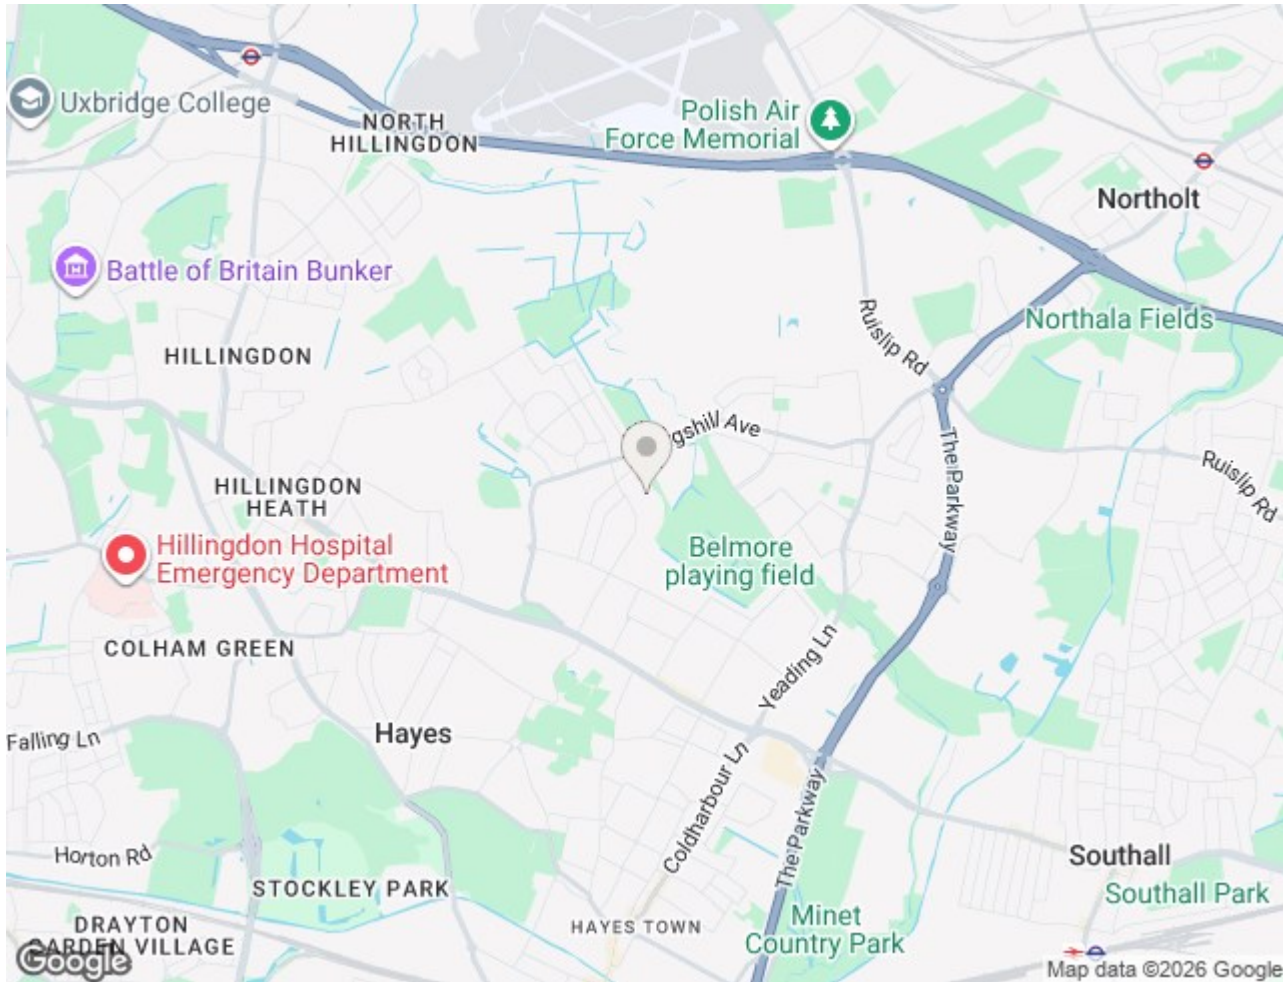 Uxbridge College
NORTH
HILLINGDON
Polish Air
Force Memorial
Northolt
Battle of Britain Bunker
Ruislip Rd
Northala Fields
HILLINGDON
gshill Ave
The Parkway
Ruislip Rd
HILLINGDON
HEATH
Hillingdon Hospital
Emergency Department
Belmore
playing field
COLHAM GREEN
Yeading Ln
Falling Ln
Hayes
Coldharbour Ln
The Parkway
Horton Rd
Southall
STOCKLEY PARK
Southall Park
DRAYTON
GARDEN VILLAGE
HAYES TOWN
Minet
Country Park
Google
Map data ©2026 Google